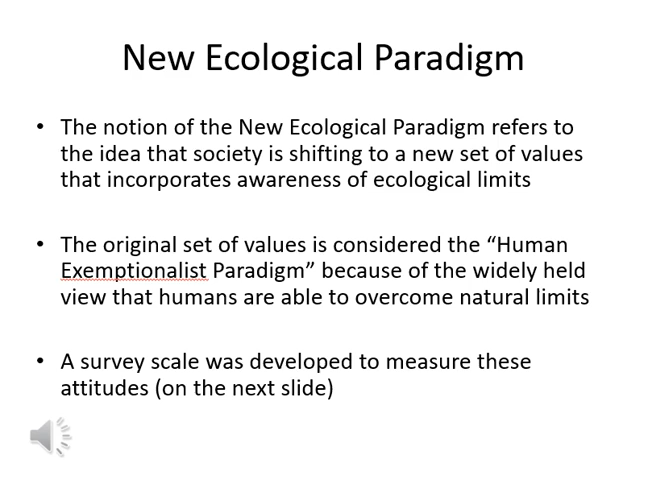 New Ecological Paradigm
• The notion of the New Ecological Paradigm refers to
the idea that society is shifting to a new set of values
that incorporates awareness of ecological limits
• The original set of values is considered the “Human
Exemptionalist Paradigm” because of the widely held
view that humans are able to overcome natural limits
• A survey scale was developed to measure these
attitudes (on the next slide)